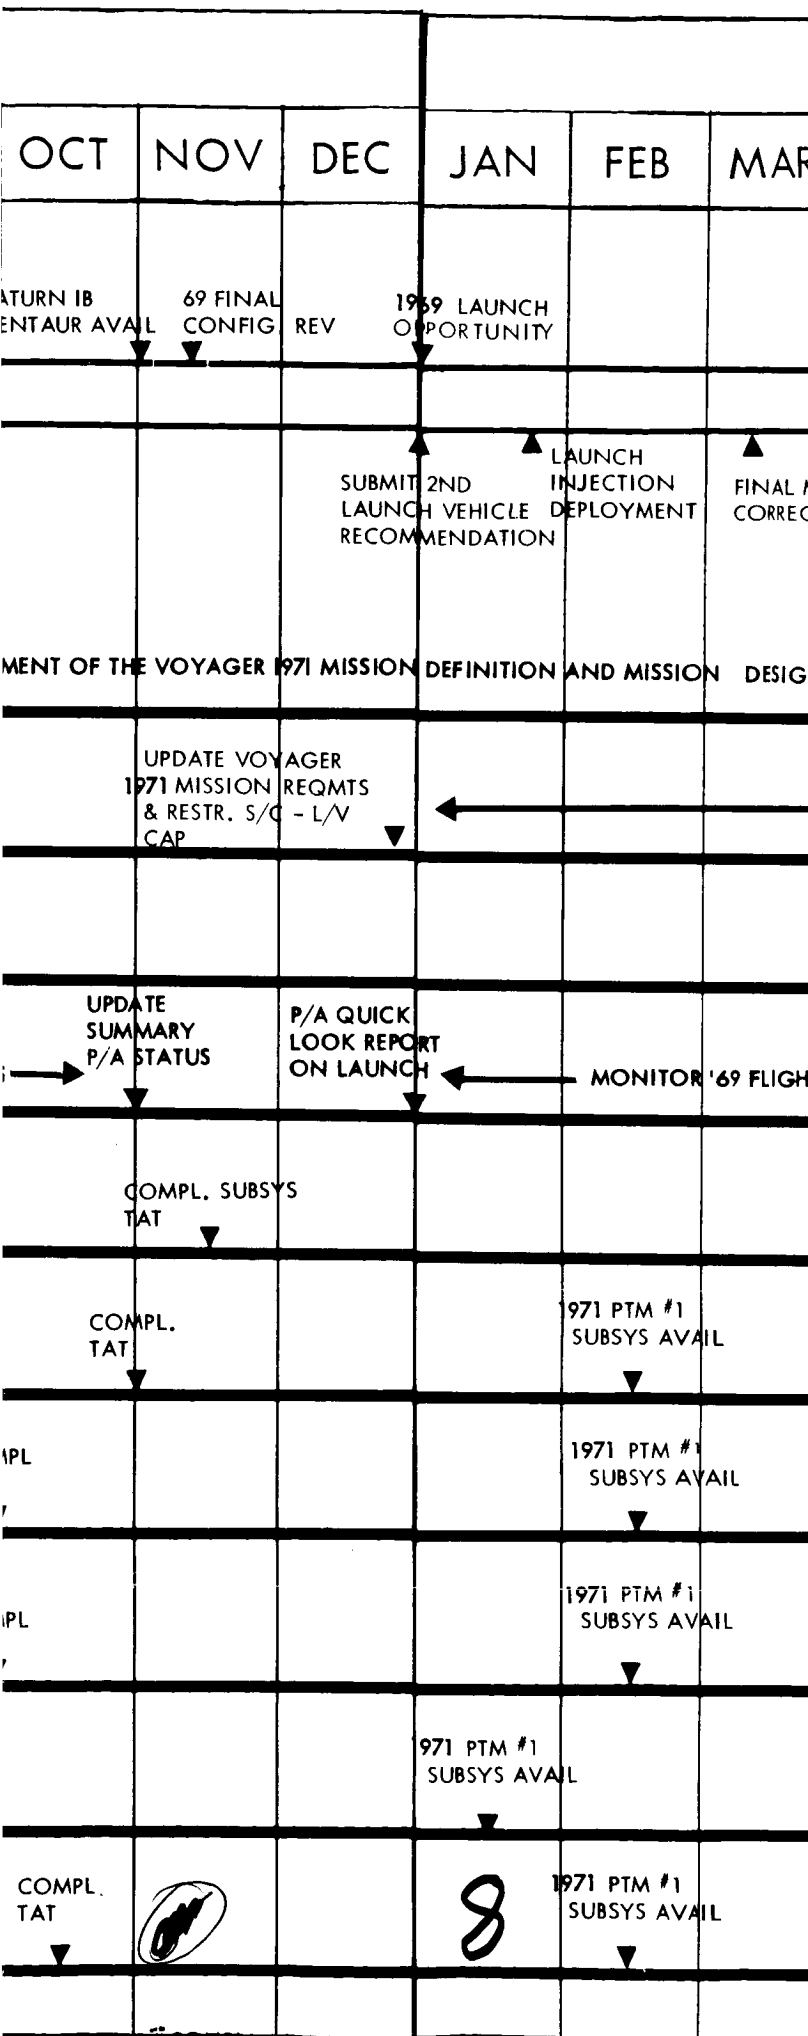 OCT NOV DEC JAN FEB MAR
ATURN IB
ENTAUR AVAIL
69 FINAL
CONFIG. REV
1969 LAUNCH
OPPORTUNITY
SUBMIT 2ND
LAUNCH VEHICLE
RECOMMENDATION
LAUNCH
INJECTION
DEPLOYMENT
FINAL
CORREC
MENT OF THE VOYAGER 1971 MISSION DEFINITION AND MISSION DESIG
UPDATE VOYAGER
1971 MISSION REQMTS
& RESTR. S/C - L/V
CAP
UPDATE
SUMMARY
P/A STATUS
P/A QUICK
LOOK REPORT
ON LAUNCH
MONITOR '69 FLIGH
COMPL. SUBSYS
TAT
COMPL.
TAT
1971 PTM #1
SUBSYS AVAIL
MPL
1971 PTM #1
SUBSYS AVAIL
MPL
1971 PTM #1
SUBSYS AVAIL
971 PTM #1
SUBSYS AVAIL
COMPL.
TAT
8
1971 PTM #1
SUBSYS AVAIL